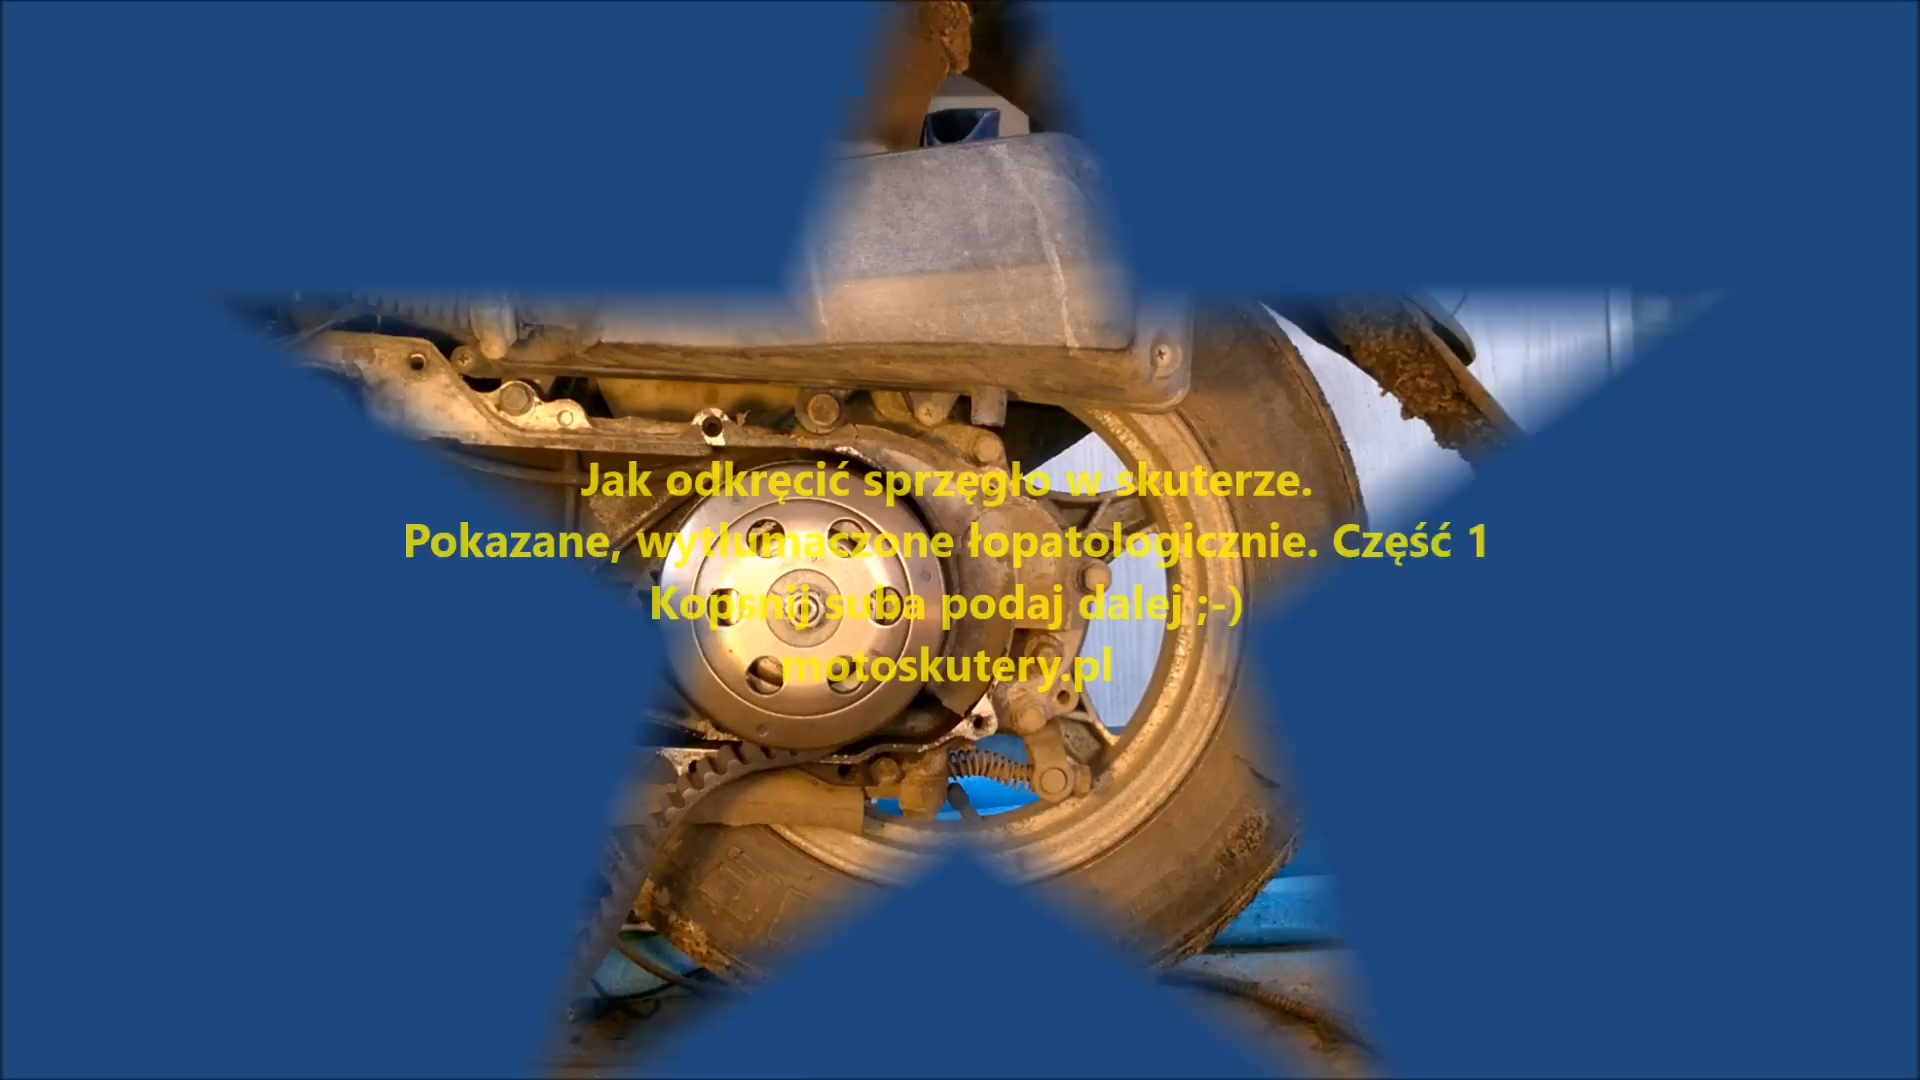 Jak odkręcić sprzęgło w skuterze.
Pokazane, wytłumaczone łopatologicznie. Część 1
Kopsnij suba podaj dalej ;-)
motoskutery.pl